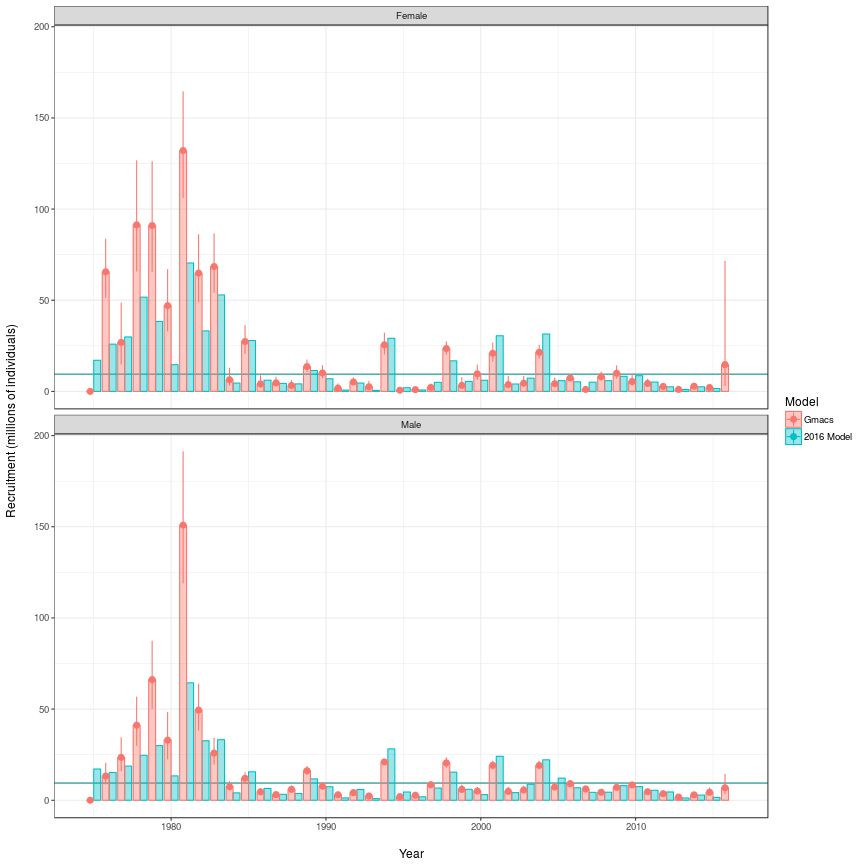 Female
200
150
100
50
0
Male
200
150
100
50
0
1980
1990
2000
2010
Year
Recruitment (millions of individuals)
Model
Gmacs
2016 Model